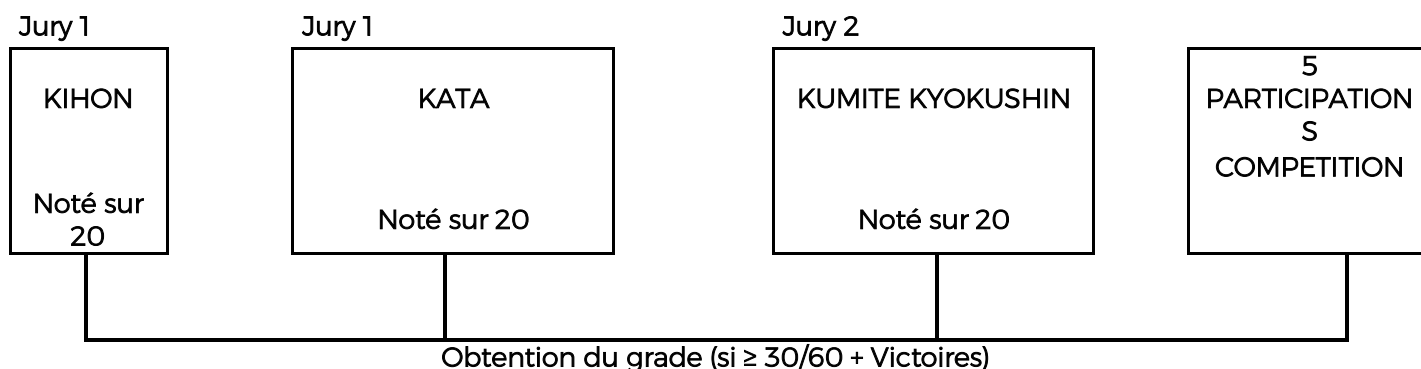 Jury 1
KIHON
Noté sur
20
Jury 1
KATA
Noté sur 20
Jury 2
KUMITE KYOKUSHIN
Noté sur 20
5
PARTICIPATION
S
COMPETITION
Obtention du grade (si ≥ 30/60 + Victoires)